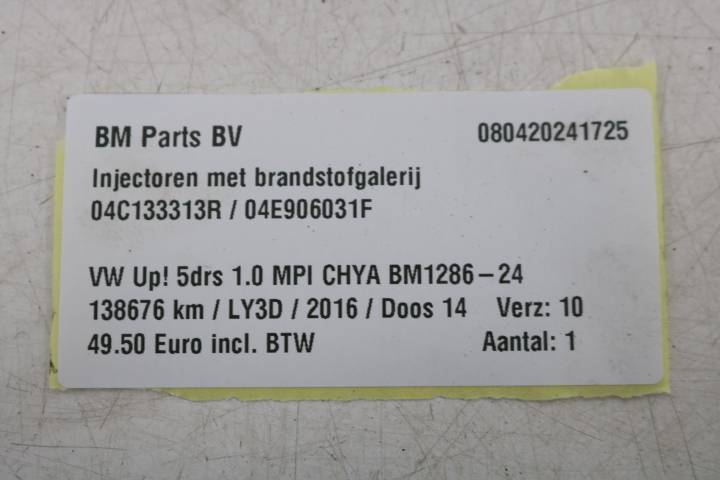 BM Parts BV 080420241725
Injectoren met brandstofgalerij
04C133313R / 04E906031F
VW Up! 5drs 1.0 MPI CHYA BM1286-24
138676 km / LY3D / 2016 / Doos 14 Verz: 10
49.50 Euro incl. BTW Aantal: 1